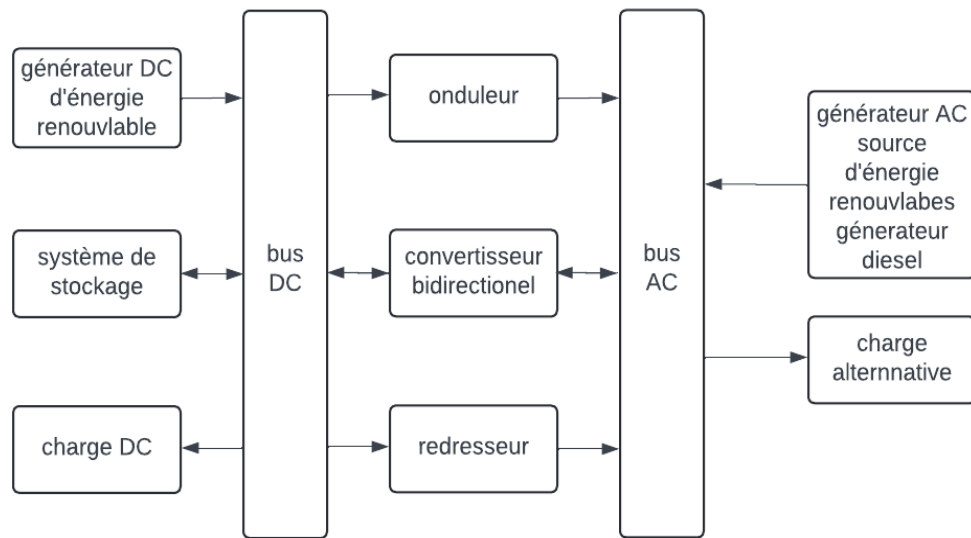 générateur DC
d'énergie
renouvlable
système de
stockage
charge DC
bus
DC
onduleur
convertisseur
bidirectionel
redresseur
bus
AC
générateur AC
source
d'énergie
renouvlabes
génerateur
diesel
charge
alternnative